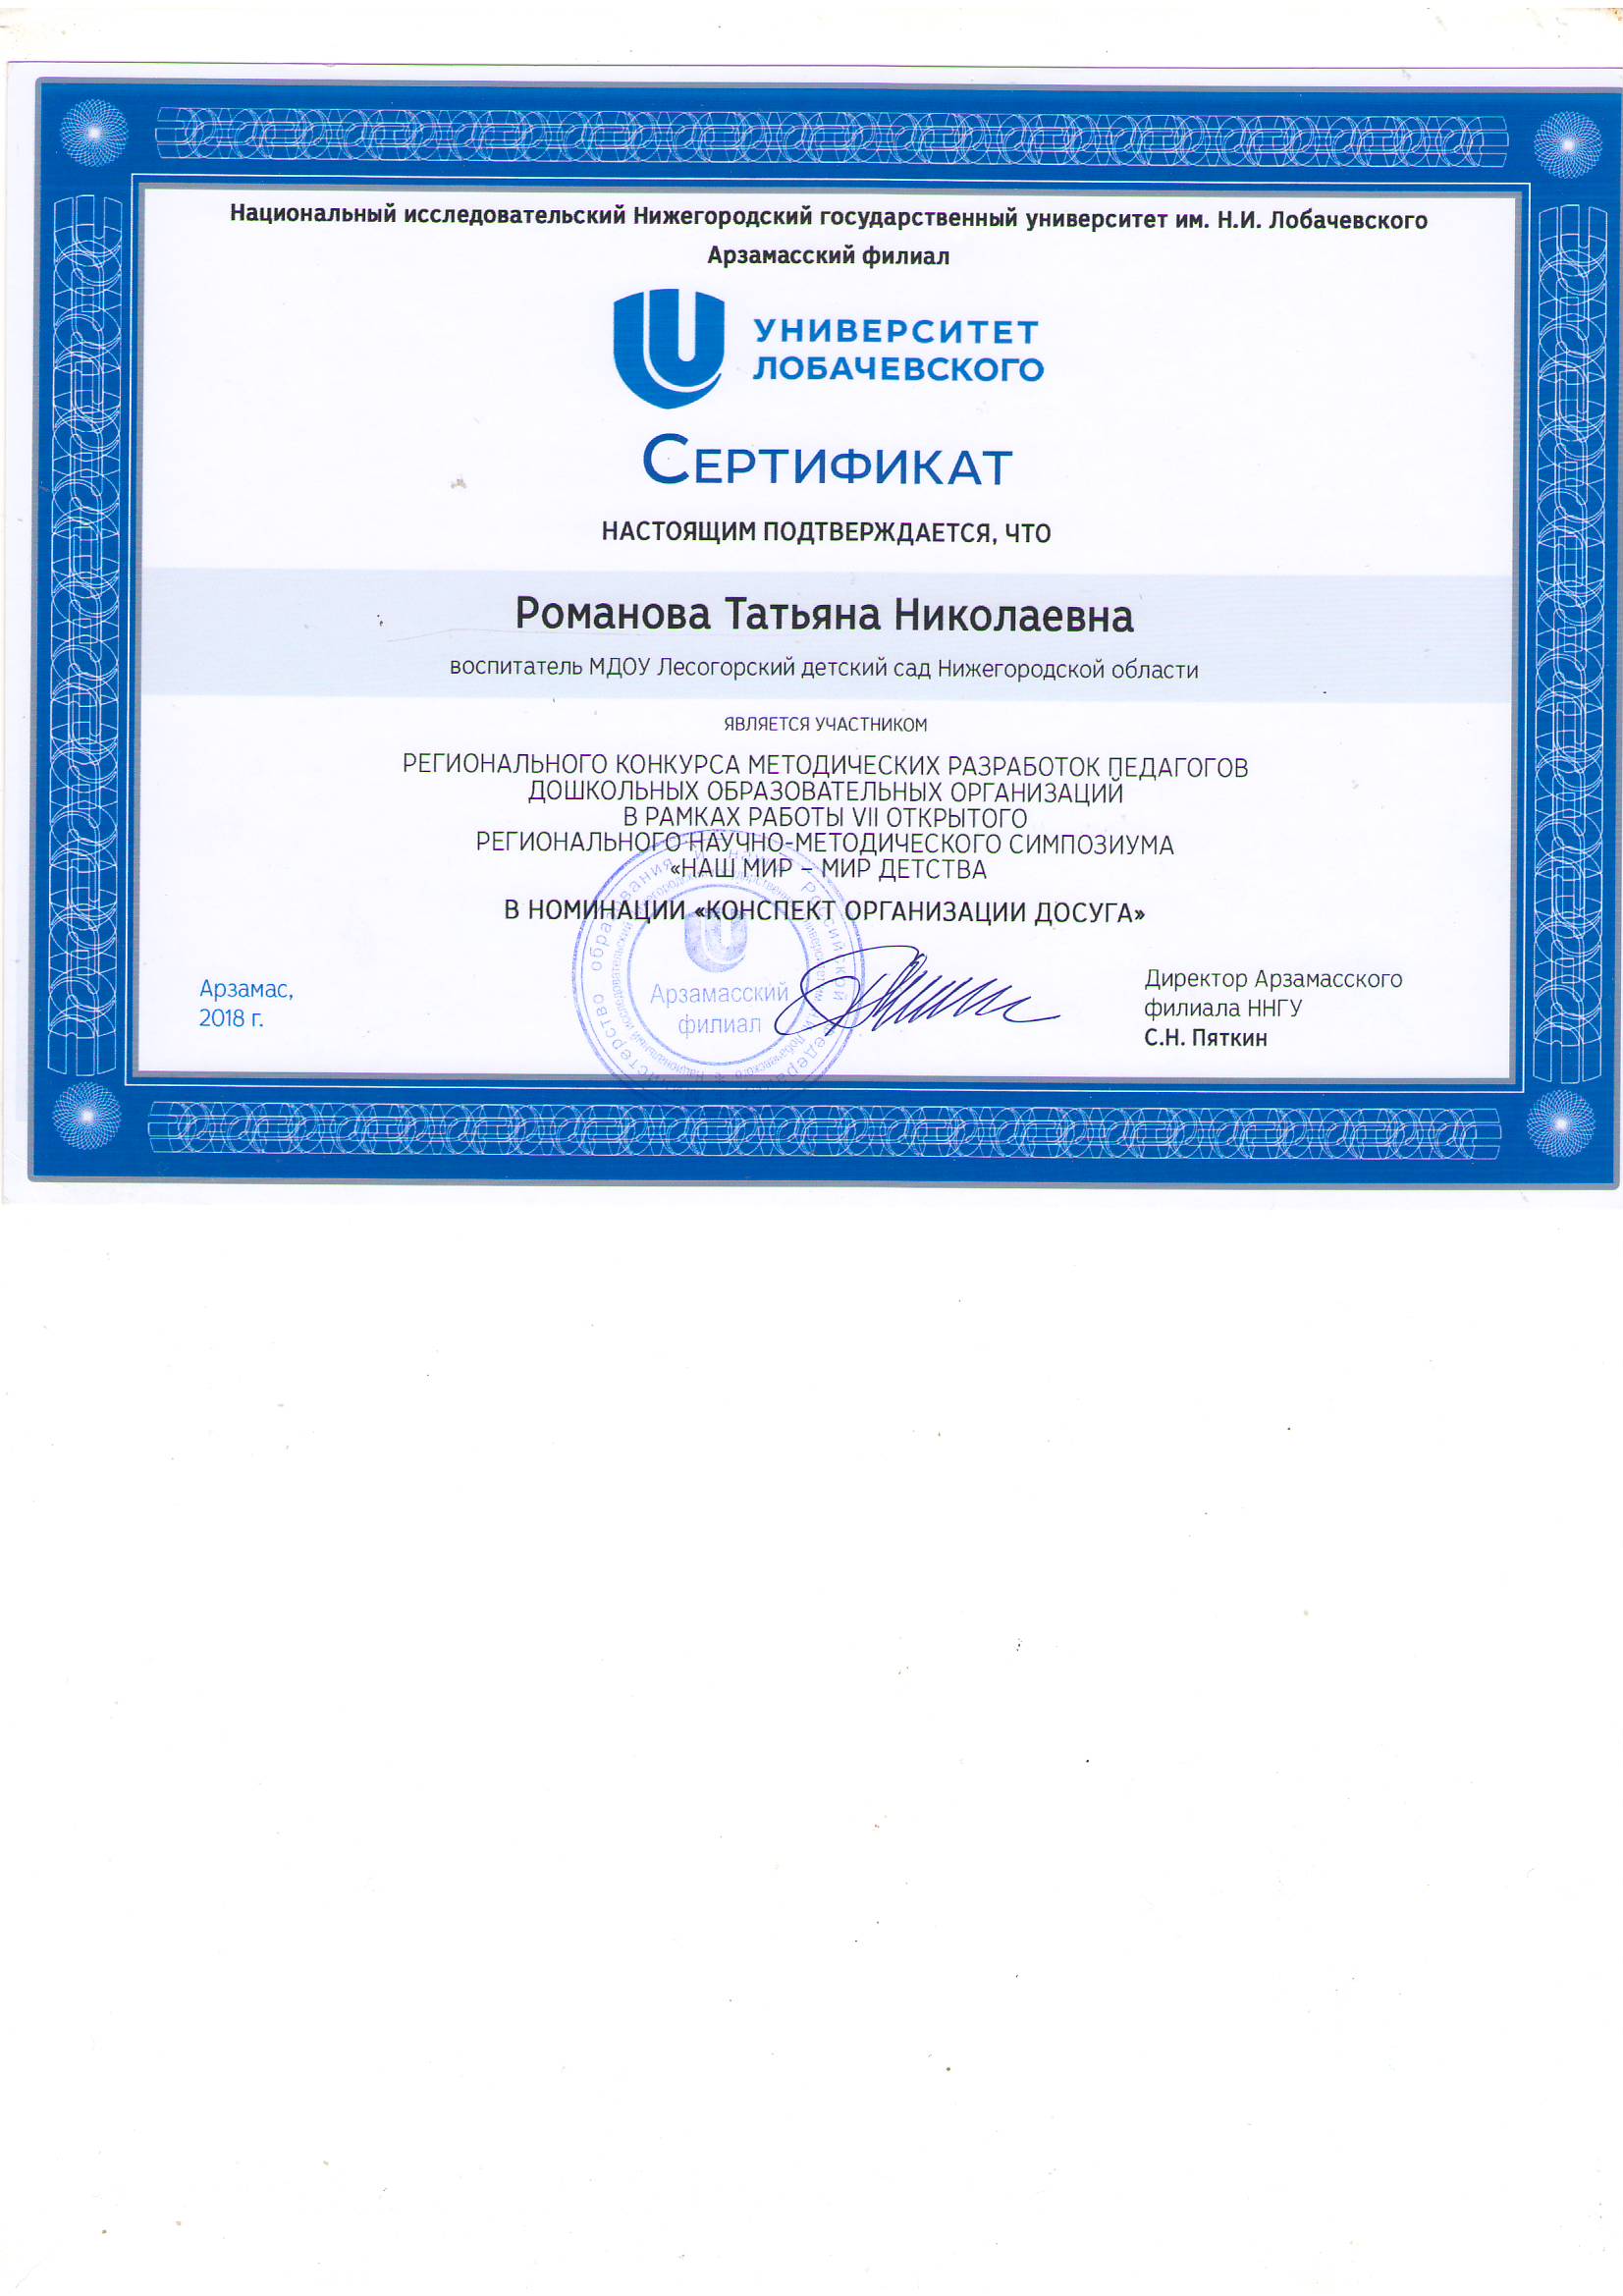 Национальный исследовательский Нижегородский государственный университет им. Н.И. Лобачевского
Арзамасский филиал
УНИВЕРСИТЕТ
ЛОБАЧЕВСКОГО
СЕРТИФИКАТ
НАСТОЯЩИМ ПОДТВЕРЖДАЕТСЯ, ЧТО
Романова Татьяна Николаевна
воспитатель МДОУ Лесогорский детский сад Нижегородской области
ЯВЛЯЕТСЯ УЧАСТНИКОМ
РЕГИОНАЛЬНОГО КОНКУРСА МЕТОДИЧЕСКИХ РАЗРАБОТОК ПЕДАГОГОВ
ДОШКОЛЬНЫХ ОБРАЗОВАТЕЛЬНЫХ ОРГАНИЗАЦИЙ
В РАМКАХ РАБОТЫ VII ОТКРЫТОГО
РЕГИОНАЛЬНОГО НАУЧНО-МЕТОДИЧЕСКОГО СИМПОЗИУМА
«НАШ МИР – МИР ДЕТСТВА
В НОМИНАЦИИ «КОНСПЕКТ ОРГАНИЗАЦИИ ДОСУГА»
Арзамасский
филиал
Арзамас,
2018 г.
Директор Арзамасского
филиала ННГУ
С.Н. Пяткин